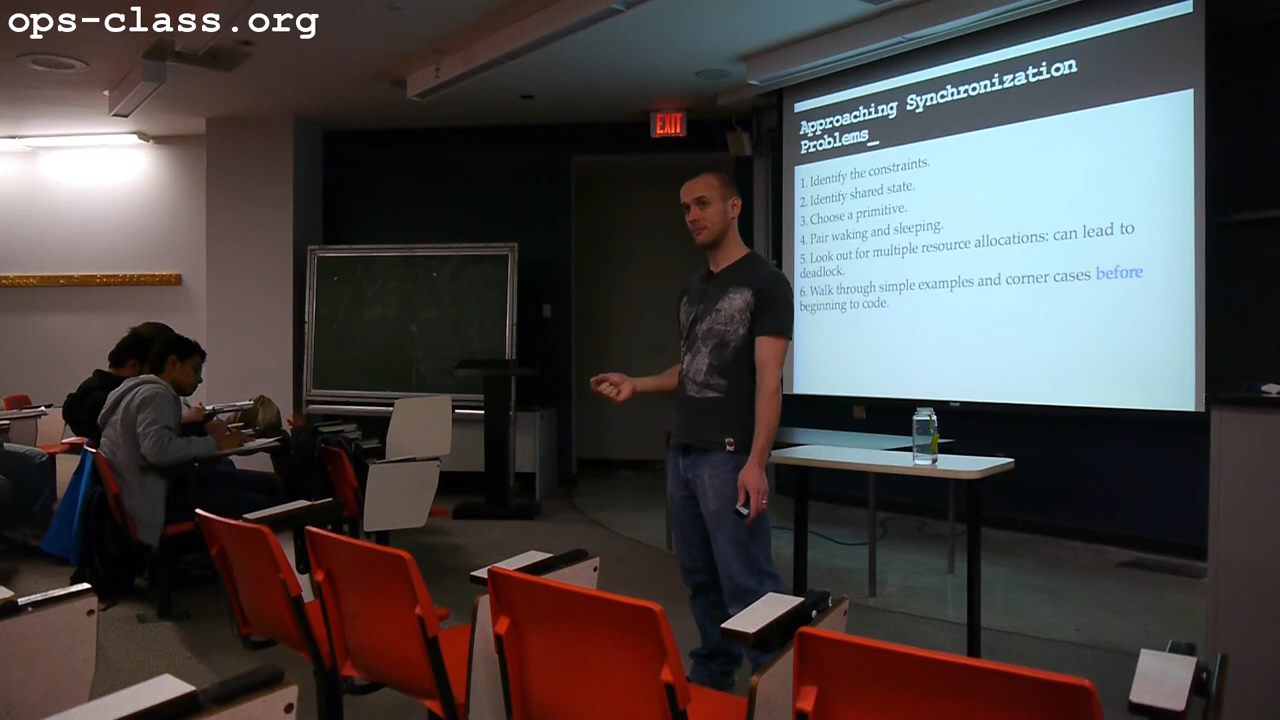 ops-class.org
EXIT
Approaching Synchronization
Problems_
1. Identify the constraints.
2. Identify shared state.
3. Choose a primitive.
4. Pair waking and sleeping.
5. Look out for multiple resource allocations: can lead to
deadlock.
6. Walk through simple examples and corner cases before
beginning to code.